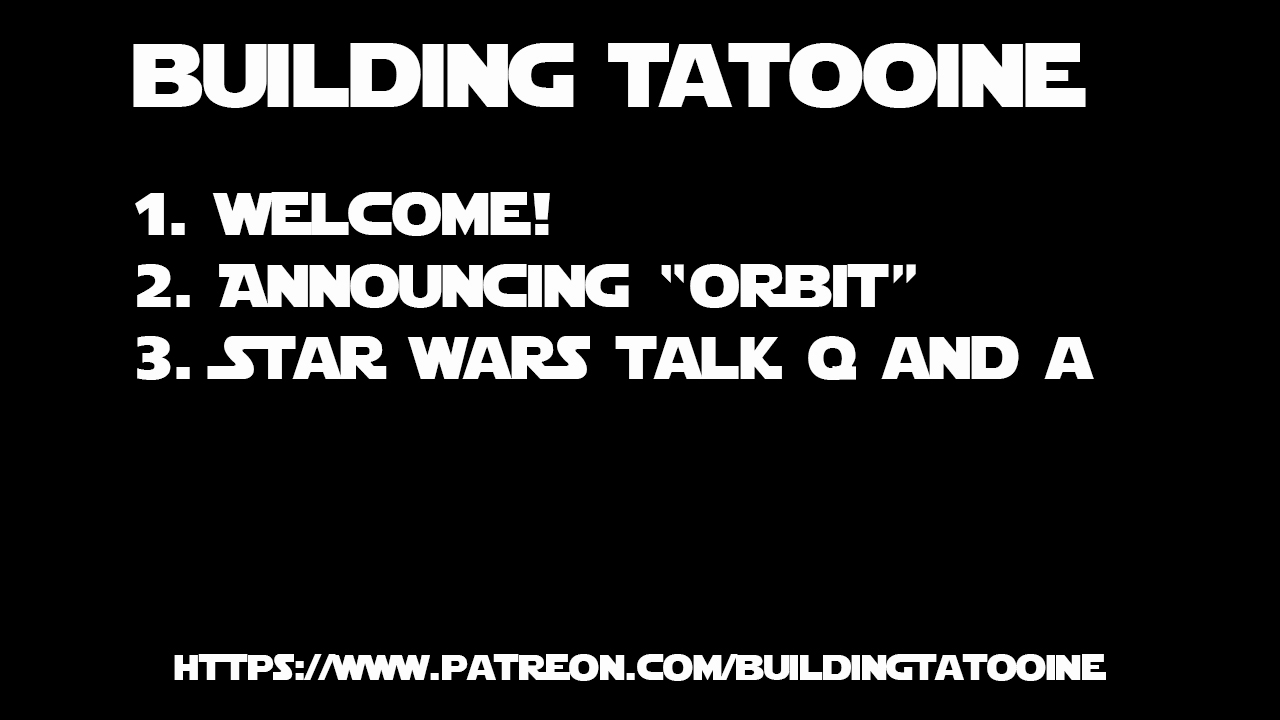 BUILDING TATOOINE
1. WELCOME!
2. ANNOUNCING “ORBIT”
3. STAR WARS TALK Q AND A
HTTPS://WWW.PATREON.COM/BUILDINGTATOOINE